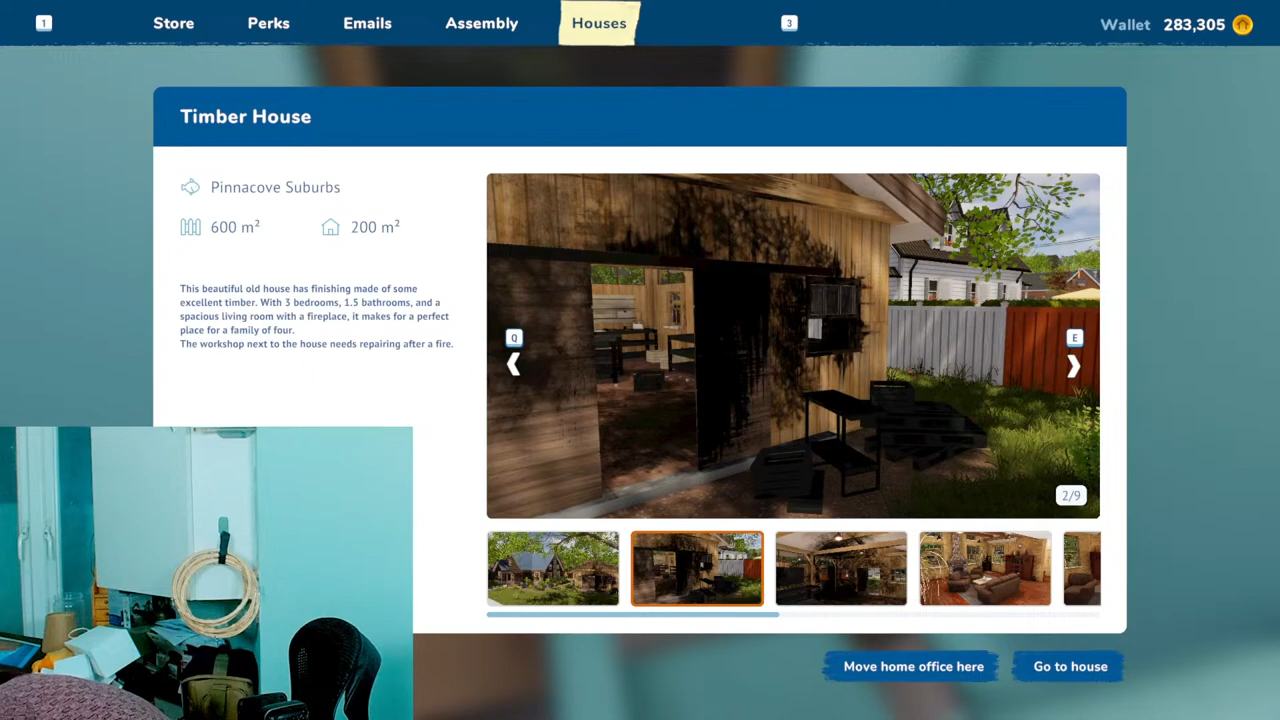 1
Store
Perks
Emails
Assembly
Houses
3
Wallet 283,305
Timber House
Pinnacove Suburbs
600 m²
200 m²
This beautiful old house has finishing made of some
excellent timber. With 3 bedrooms, 1.5 bathrooms, and a
spacious living room with a fireplace, it makes for a perfect
place for a family of four.
The workshop next to the house needs repairing after a fire.
Q
E
2/9
Move home office here
Go to house